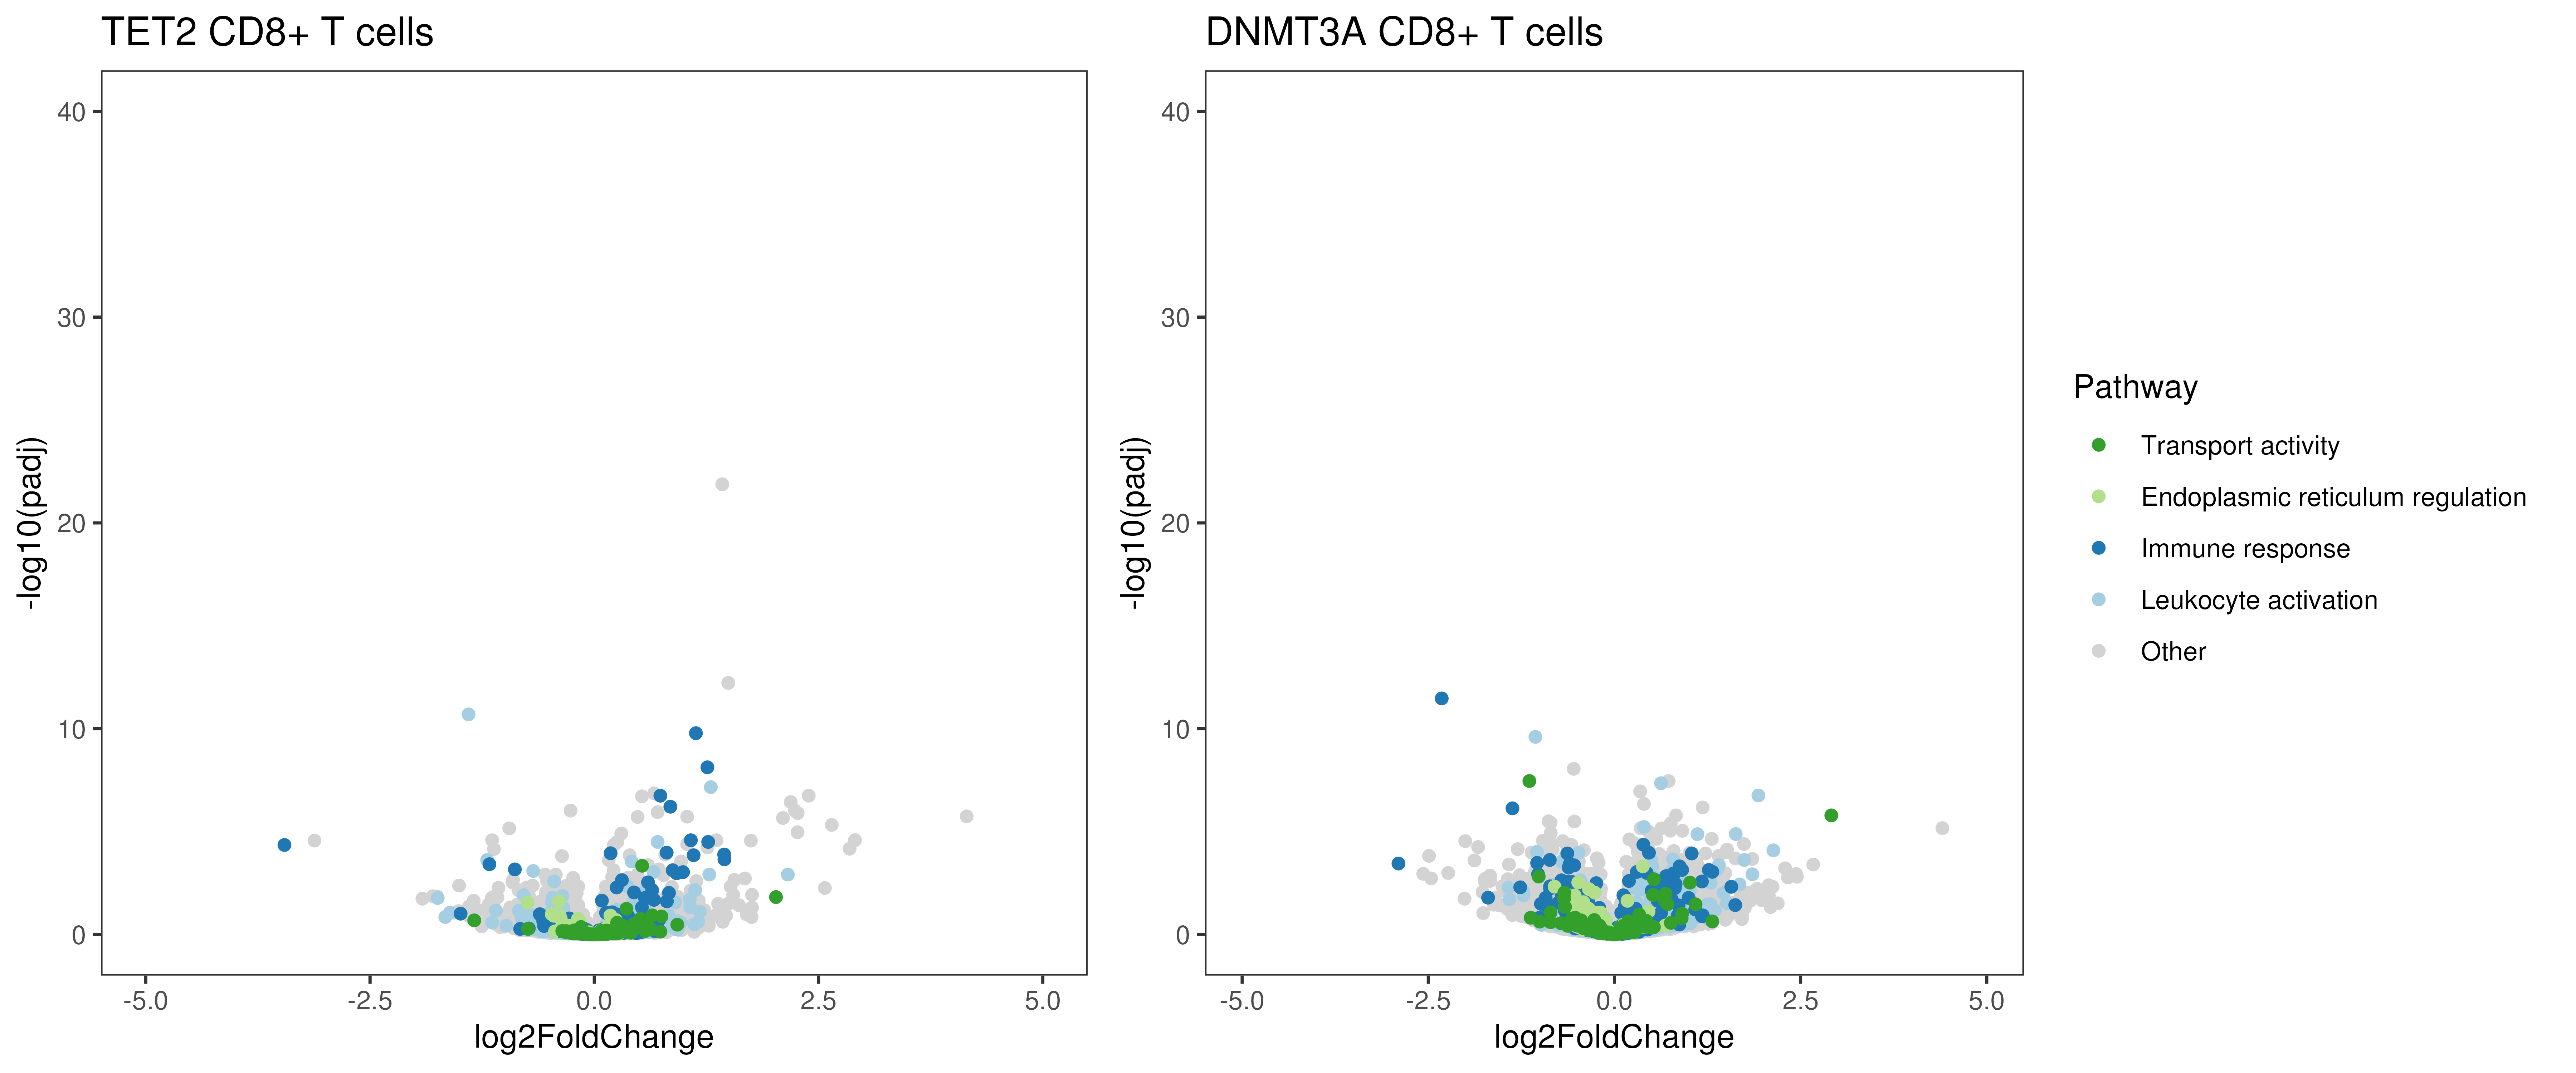 TET2 CD8+ T cells
40
30
20
10
0
-log10(padj)
-5.0 -2.5 0.0 2.5 5.0
log2FoldChange
DNMT3A CD8+ T cells
40
30
20
10
0
-log10(padj)
-5.0 -2.5 0.0 2.5 5.0
log2FoldChange
Pathway
Transport activity
Endoplasmic reticulum regulation
Immune response
Leukocyte activation
Other